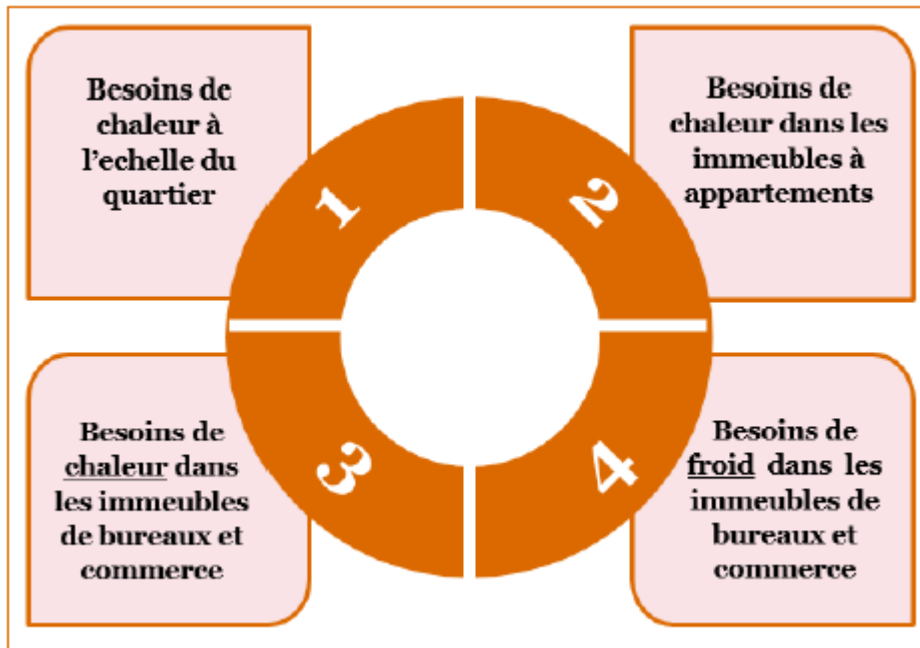 Besoins de
chaleur à
l'echelle du
quartier
1
Besoins de
chaleur dans les
immeubles à
appartements
2
Besoins de
chaleur dans
les immeubles
de bureaux et
commerce
3
Besoins de
froid dans les
immeubles de
bureaux et
commerce
4